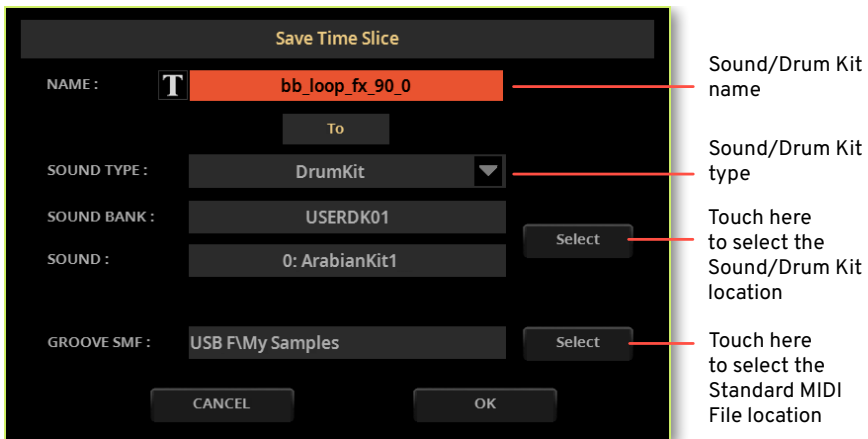 Save Time Slice
NAME :
T
bb_loop_fx_90_0
Sound/Drum Kit
name
To
SOUND TYPE :
DrumKit
Sound/Drum Kit
type
SOUND BANK :
USERDK01
SOUND :
0: ArabianKit1
Select
Touch here
to select the
Sound/Drum Kit
location
GROOVE SMF :
USB F\My Samples
Select
Touch here
to select the
Standard MIDI
File location
CANCEL
OK